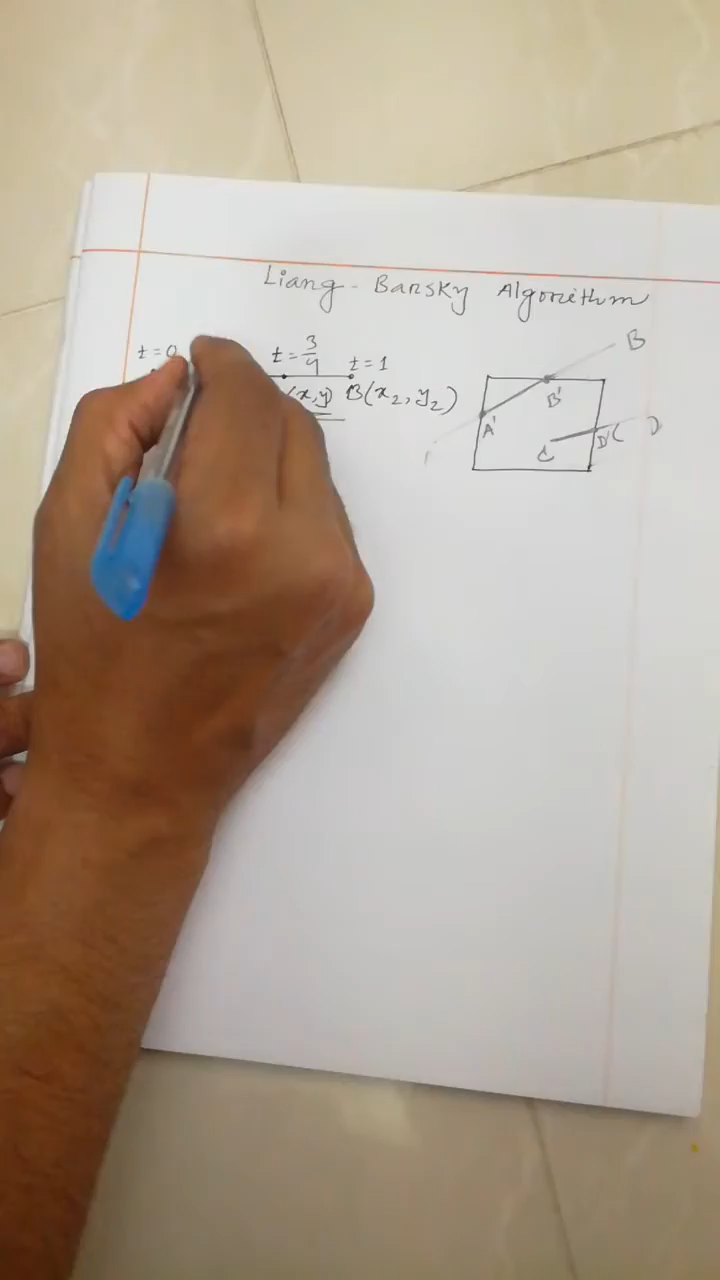 Liang - Barsky Algorithm
t=0 t=3/4 t=1
(x,y) B(x₂,y₂)
B
B'
A'
C D'( D